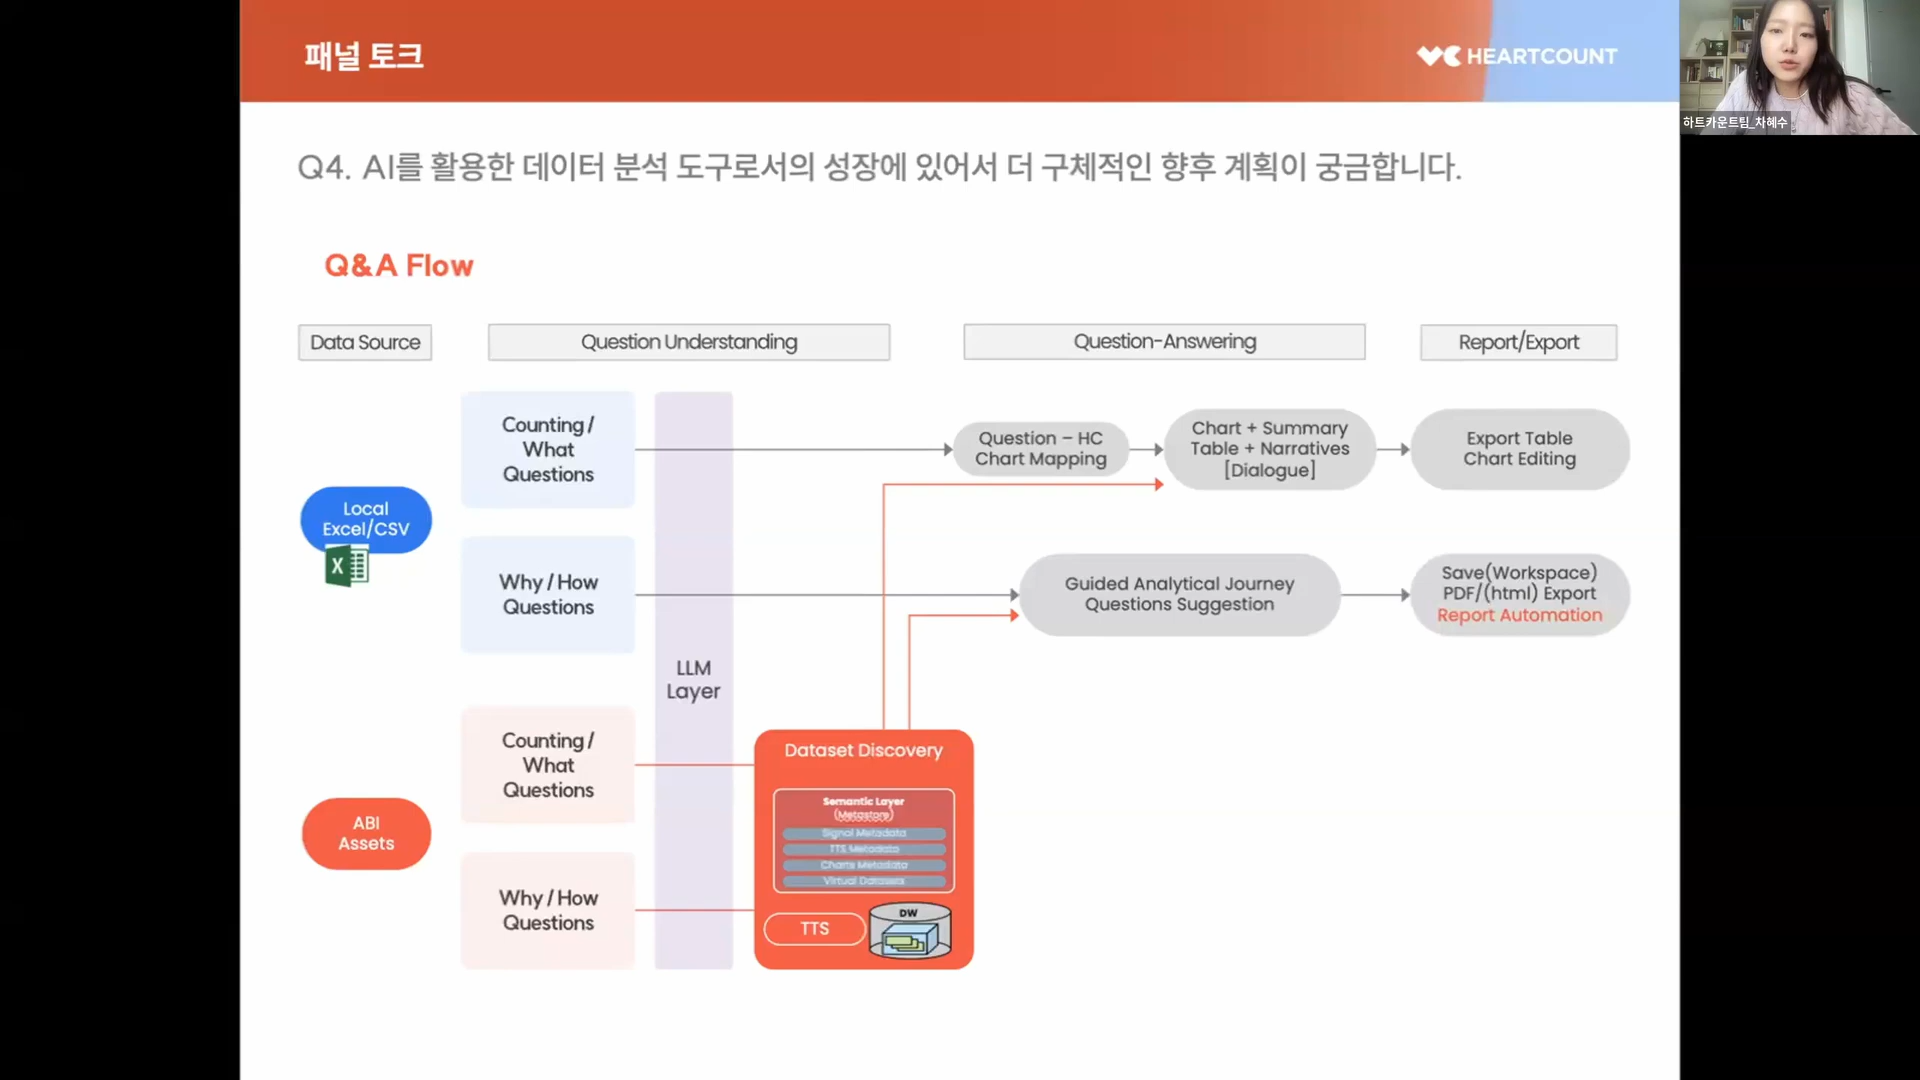 패널 토크
HEARTCOUNT
하트카운트팀_차혜수
Q4. AI를 활용한 데이터 분석 도구로서의 성장에 있어서 더 구체적인 향후 계획이 궁금합니다.
Q&A Flow
Data Source
Question Understanding
Question-Answering
Report/Export
Counting /
What
Questions
Question – HC
Chart Mapping
Chart + Summary
Table + Narratives
[Dialogue]
Export Table
Chart Editing
Local
Excel/CSV
X
Why / How
Questions
Guided Analytical Journey
Questions Suggestion
Save(Workspace)
PDF/(html) Export
Report Automation
LLM
Layer
Counting /
What
Questions
ABI
Assets
Why / How
Questions
Dataset Discovery
Semantic Layer
(Metastore)
Signal Metadata
TTS Metadata
Charts Metadata
Virtual Datasets
TTS
DW